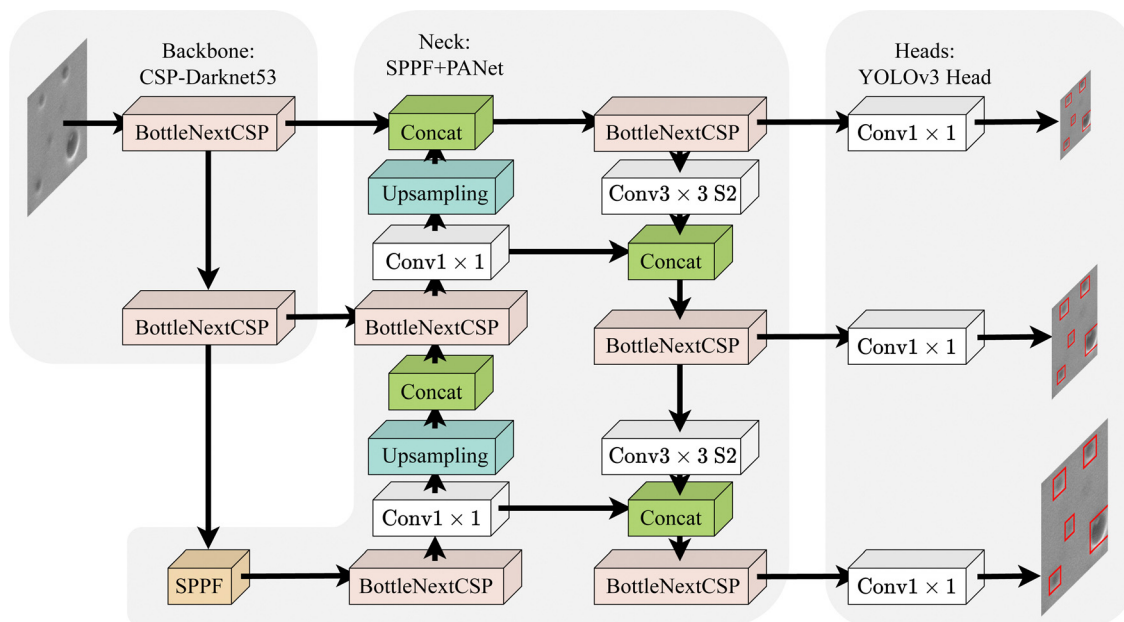 Backbone:
CSP-Darknet53
Neck:
SPPF+PANet
Heads:
YOLOv3 Head
BottleNextCSP
Concat
BottleNextCSP
Conv1 × 1
Upsampling
Conv3 × 3 S2
Conv1 × 1
Concat
BottleNextCSP
BottleNextCSP
BottleNextCSP
Conv1 × 1
Concat
Upsampling
Conv3 × 3 S2
Conv1 × 1
Concat
SPPF
BottleNextCSP
BottleNextCSP
Conv1 × 1